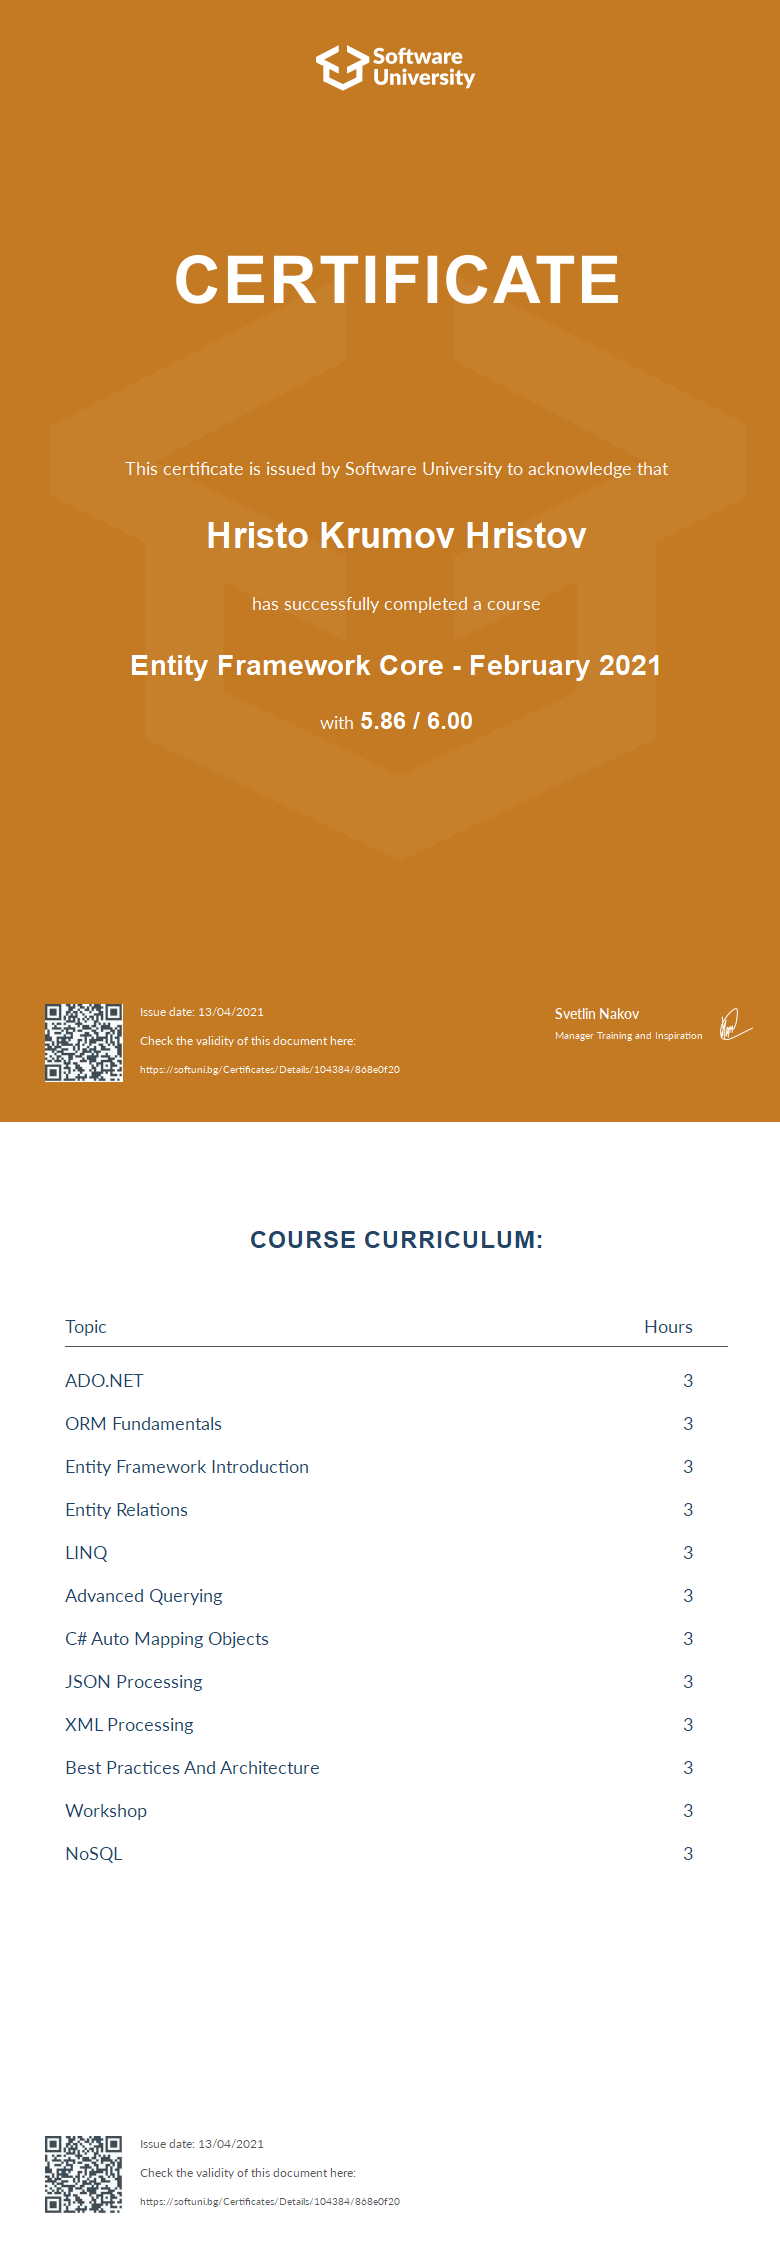 Software
University
CERTIFICATE
This certificate is issued by Software University to acknowledge that
Hristo Krumov Hristov
has successfully completed a course
Entity Framework Core - February 2021
with 5.86 / 6.00
Issue date: 13/04/2021
Check the validity of this document here:
https://softuni.bg/Certificates/Details/104384/868e0f20
Svetlin Nakov
Manager Training and Inspiration
COURSE CURRICULUM:
Topic Hours
ADO.NET 3
ORM Fundamentals 3
Entity Framework Introduction 3
Entity Relations 3
LINQ 3
Advanced Querying 3
C# Auto Mapping Objects 3
JSON Processing 3
XML Processing 3
Best Practices And Architecture 3
Workshop 3
NoSQL 3
Issue date: 13/04/2021
Check the validity of this document here:
https://softuni.bg/Certificates/Details/104384/868e0f20